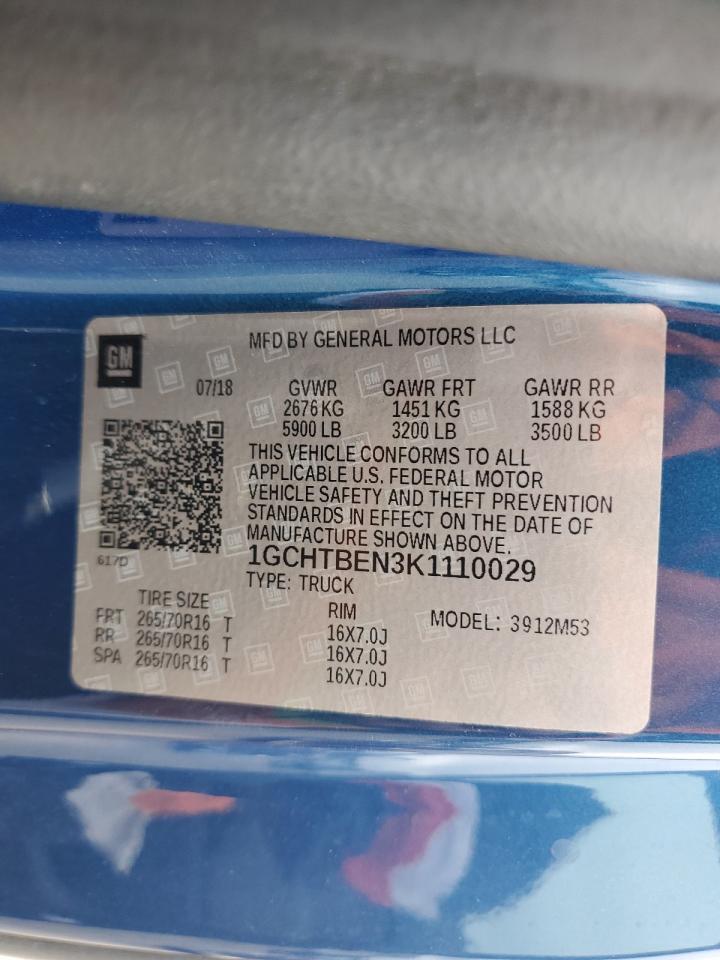 MFD BY GENERAL MOTORS LLC
GM
07/18 GVWR GAWR FRT GAWR RR
2676 KG 1451 KG 1588 KG
5900 LB 3200 LB 3500 LB
THIS VEHICLE CONFORMS TO ALL
APPLICABLE U.S. FEDERAL MOTOR
VEHICLE SAFETY AND THEFT PREVENTION
STANDARDS IN EFFECT ON THE DATE OF
MANUFACTURE SHOWN ABOVE.
617D
1GCHTBEN3K1110029
TYPE: TRUCK
TIRE SIZE RIM MODEL: 3912M53
FRT 265/70R16 T 16X7.0J
RR 265/70R16 T 16X7.0J
SPA 265/70R16 T 16X7.0J